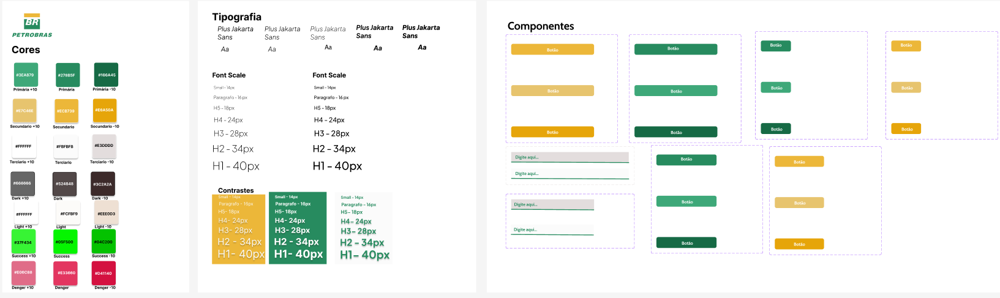 BR
PETROBRAS
Cores
#3EA879
#278B5F
#166A45
Primária +10
Primária
Primária -10
#E7C46E
#ECB739
#E6A50A
Secundario +10
Secundario
Secundario -10
#FFFFFF
#FBFBFB
#E3DDDD
Terciario +10
Terciario
Terciario -10
#666666
#524848
#3C2A2A
Dark +10
Dark
Dark -10
#FFFFFF
#FCFBF9
#EEE0D3
Light +10
Light
Light -10
#37F434
#05F500
#04C200
Success +10
Success
Success -10
#E06C88
#E33660
#D41140
Denger +10
Denger
Denger -10
Tipografia
Plus Jakarta
Sans
Aa
Plus Jakarta
Sans
Aa
Plus Jakarta
Sans
Aa
Plus Jakarta
Sans
Aa
Plus Jakarta
Sans
Aa
Font Scale
Small - 14px
Paragrafo - 16 px
H5 - 18px
H4 - 24px
H3 - 28px
H2 - 34px
H1 - 40px
Font Scale
Small - 14px
Paragrafo - 16 px
H5 - 18px
H4 - 24px
H3 - 28px
H2 - 34px
H1 - 40px
Contrastes
Small - 14px
Paragrafo - 16px
H5- 18px
H4- 24px
H3- 28px
H2 - 34px
H1- 40px
Small - 14px
Paragrafo - 16px
H5- 18px
H4- 24px
H3- 28px
H2 - 34px
H1- 40px
Small - 14px
Paragrafo - 16px
H5- 18px
H4- 24px
H3- 28px
H2 - 34px
H1- 40px
Componentes
Botão
Botão
Botão
Botão
Botão
Botão
Botão
Botão
Botão
Botão
Botão
Botão
Digite aqui...
Digite aqui...
Digite aqui...
Digite aqui...
Botão
Botão
Botão
Botão
Botão
Botão